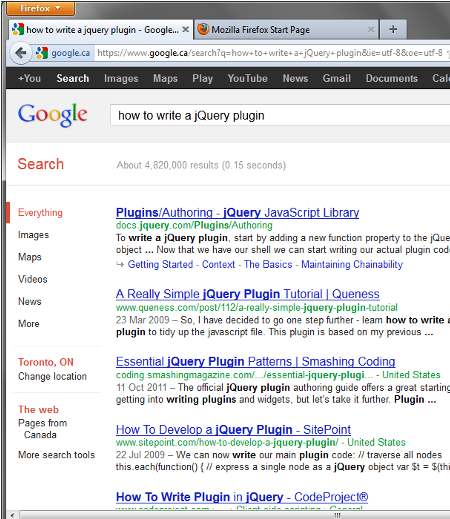 Firefox
how to write a jquery plugin - Google...
Mozilla Firefox Start Page
google.ca https://www.google.ca/search?q=how+to+write+a+jQuery+plugin&ie=utf-8&oe=utf-8
+You Search Images Maps Play YouTube News Gmail Documents Cal
Google how to write a jQuery plugin
Search About 4,820,000 results (0.15 seconds)
Everything
Images
Maps
Videos
News
More
Toronto, ON
Change location
The web
Pages from
Canada
More search tools
Plugins/Authoring - jQuery JavaScript Library
docs.jquery.com/Plugins/Authoring
To write a jQuery plugin, start by adding a new function property to the jQue
object ... Now that we have our shell we can start writing our actual plugin code
Getting Started - Context - The Basics - Maintaining Chainability
A Really Simple jQuery Plugin Tutorial | Queness
www.queness.com/post/112/a-really-simple-jquery-plugin-tutorial
23 Mar 2009 – So, I have decided to go one step further - learn how to write a
plugin to tidy up the javascript file. This plugin is based on my previous ...
Essential jQuery Plugin Patterns | Smashing Coding
coding.smashingmagazine.com/.../essential-jquery-plugi... - United States
11 Oct 2011 – The official jQuery plugin authoring guide offers a great starting
getting into writing plugins and widgets, but let's take it further. Plugin ...
How To Develop a jQuery Plugin - SitePoint
www.sitepoint.com/how-to-develop-a-jquery-plugin/ - United States
22 Jul 2009 – We can now write our main plugin code: // traverse all nodes
this.each(function() { // express a single node as a jQuery object var $t = $(thi
How To Write Plugin in jQuery - CodeProject®